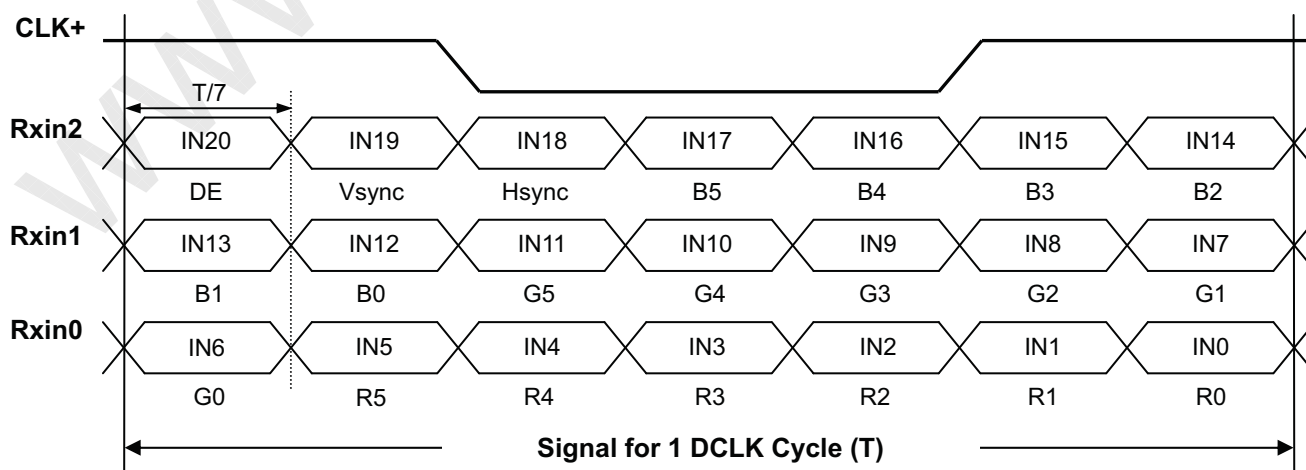 CLK+
T/7
Rxin2 IN20 IN19 IN18 IN17 IN16 IN15 IN14
DE Vsync Hsync B5 B4 B3 B2
Rxin1 IN13 IN12 IN11 IN10 IN9 IN8 IN7
B1 B0 G5 G4 G3 G2 G1
Rxin0 IN6 IN5 IN4 IN3 IN2 IN1 IN0
G0 R5 R4 R3 R2 R1 R0
Signal for 1 DCLK Cycle (T)